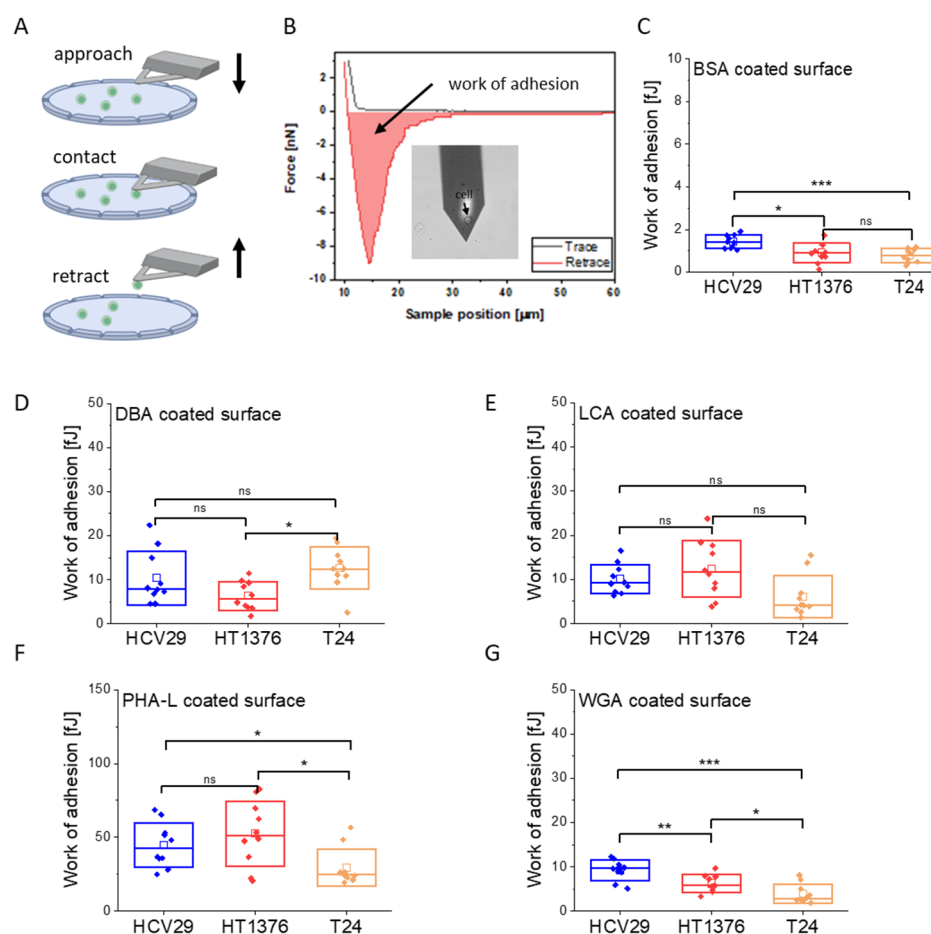 A
approach
contact
retract
B
work of adhesion
cell
Trace
Retrace
Force [nN]
2
0
-2
-4
-6
-8
-10
10 20 30 40 50 60
Sample position [µm]
C
BSA coated surface
Work of adhesion [fJ]
10
8
6
4
2
0
***
*
ns
HCV29 HT1376 T24
D
DBA coated surface
Work of adhesion [fJ]
50
40
30
20
10
0
ns
ns
*
HCV29 HT1376 T24
E
LCA coated surface
Work of adhesion [fJ]
50
40
30
20
10
0
ns
ns
ns
HCV29 HT1376 T24
F
PHA-L coated surface
Work of adhesion [fJ]
150
100
50
0
*
ns
*
HCV29 HT1376 T24
G
WGA coated surface
Work of adhesion [fJ]
50
40
30
20
10
0
***
**
*
HCV29 HT1376 T24